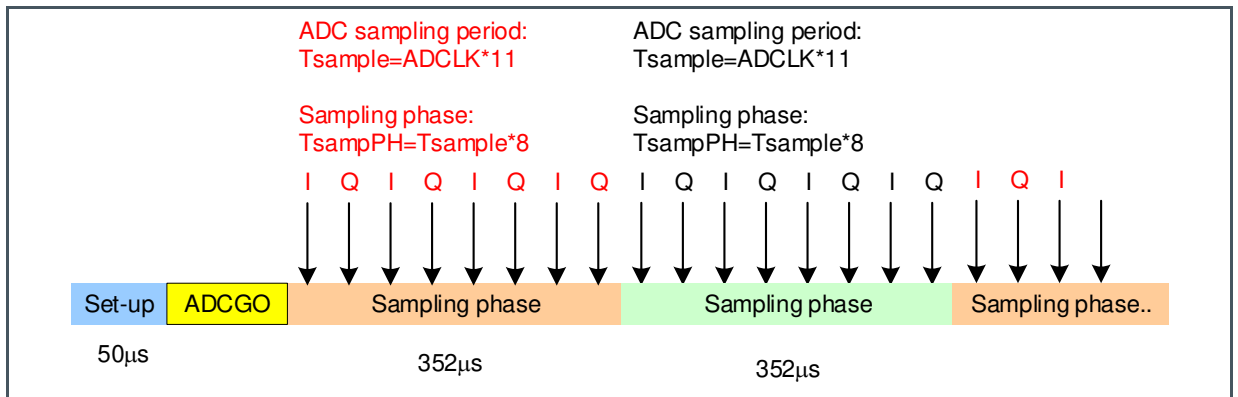 ADC sampling period:
Tsample=ADCLK*11
Sampling phase:
TsampPH=Tsample*8
ADC sampling period:
Tsample=ADCLK*11
Sampling phase:
TsampPH=Tsample*8
I Q I Q I Q I Q I Q I Q I Q I Q I Q I
Set-up ADCGO Sampling phase Sampling phase Sampling phase..
50μs 352μs 352μs